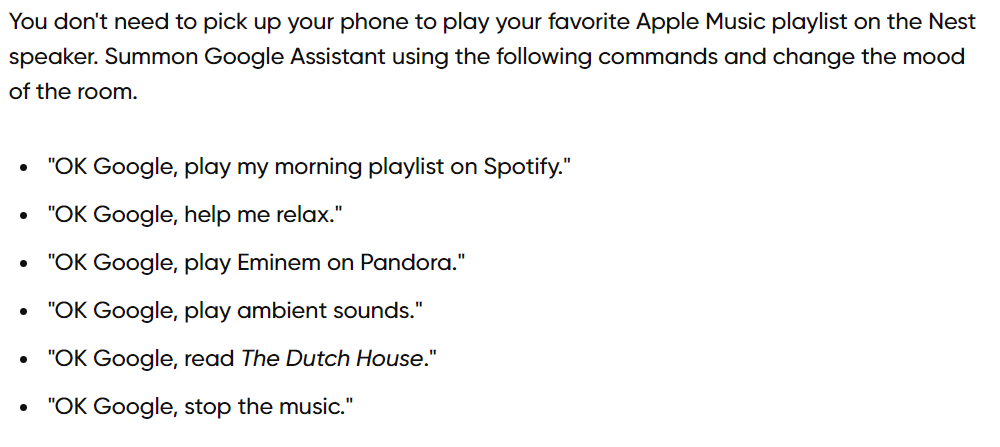 You don't need to pick up your phone to play your favorite Apple Music playlist on the Nest
speaker. Summon Google Assistant using the following commands and change the mood
of the room.
• "OK Google, play my morning playlist on Spotify."
• "OK Google, help me relax."
• "OK Google, play Eminem on Pandora."
• "OK Google, play ambient sounds."
• "OK Google, read The Dutch House."
• "OK Google, stop the music."